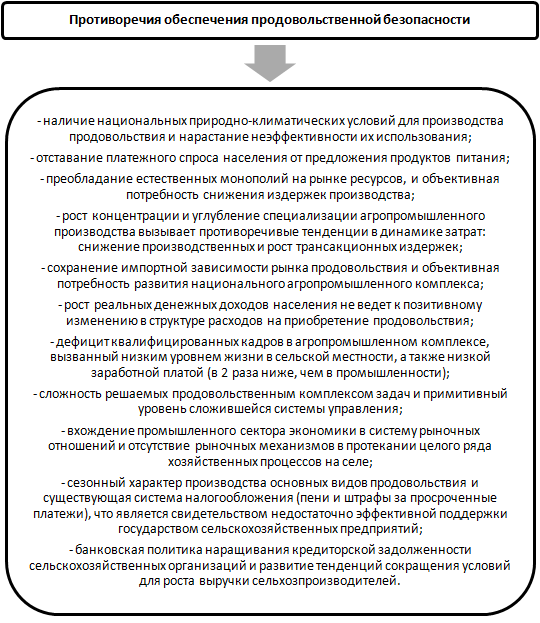 Противоречия обеспечения продовольственной безопасности
- наличие национальных природно-климатических условий для производства
продовольствия и нарастание неэффективности их использования;
- отставание платежного спроса населения от предложения продуктов питания;
- преобладание естественных монополий на рынке ресурсов, и объективная
потребность снижения издержек производства;
- рост концентрации и углубление специализации агропромышленного
производства вызывает противоречивые тенденции в динамике затрат:
снижение производственных и рост трансакционных издержек;
- сохранение импортной зависимости рынка продовольствия и объективная
потребность развития национального агропромышленного комплекса;
- рост реальных денежных доходов населения не ведет к позитивному
изменению в структуре расходов на приобретение продовольствия;
- дефицит квалифицированных кадров в агропромышленном комплексе,
вызванный низким уровнем жизни в сельской местности, а также низкой
заработной платой (в 2 раза ниже, чем в промышленности);
- сложность решаемых продовольственным комплексом задач и примитивный
уровень сложившейся системы управления;
- вхождение промышленного сектора экономики в систему рыночных
отношений и отсутствие рыночных механизмов в протекании целого ряда
хозяйственных процессов на селе;
- сезонный характер производства основных видов продовольствия и
существующая система налогообложения (пени и штрафы за просроченные
платежи), что является свидетельством недостаточно эффективной поддержки
государством сельскохозяйственных предприятий;
- банковская политика наращивания кредиторской задолженности
сельскохозяйственных организаций и развитие тенденций сокращения условий
для роста выручки сельхозпроизводителей.